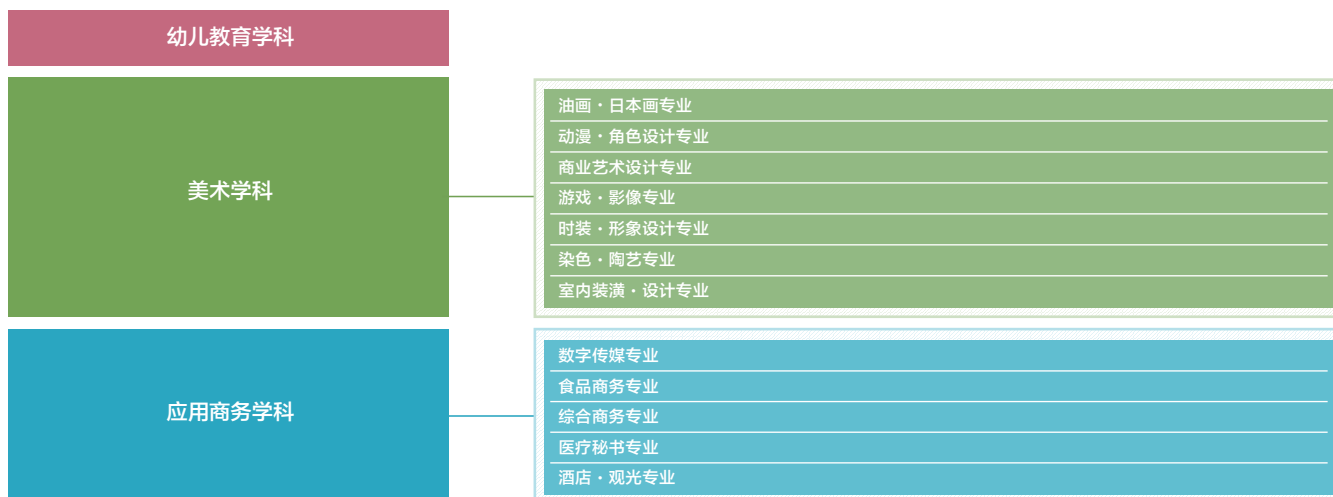 幼儿教育学科
美术学科
油画・日本画专业
动漫・角色设计专业
商业艺术设计专业
游戏・影像专业
时装・形象设计专业
染色・陶艺专业
室内装潢・设计专业
应用商务学科
数字传媒专业
食品商务专业
综合商务专业
医疗秘书专业
酒店・观光专业